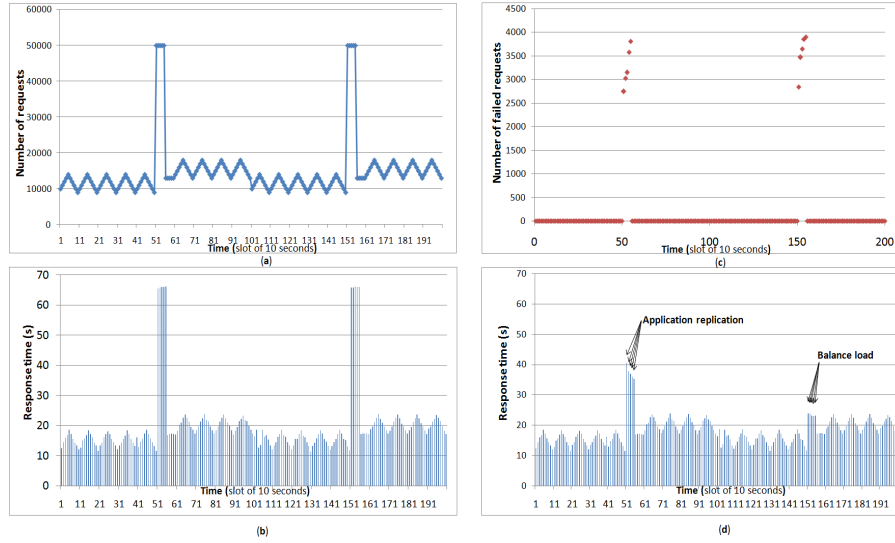 60000
50000
40000
30000
20000
10000
0
Number of requests
1 11 21 31 41 51 61 71 81 91 101 111 121 131 141 151 161 171 181 191
Time (slot of 10 seconds)
(a)
4500
4000
3500
3000
2500
2000
1500
1000
500
0
Number of failed requests
0 50 100 150 200
Time (slot of 10 seconds)
(c)
70
60
50
40
30
20
10
0
Response time (s)
1 11 21 31 41 51 61 71 81 91 101 111 121 131 141 151 161 171 181 191
Time (slot of 10 seconds)
(b)
70
60
50
40
30
20
10
0
Response time (s)
Application replication
Balance load
1 11 21 31 41 51 61 71 81 91 101 111 121 131 141 151 161 171 181 191
Time (slot of 10 seconds)
(d)